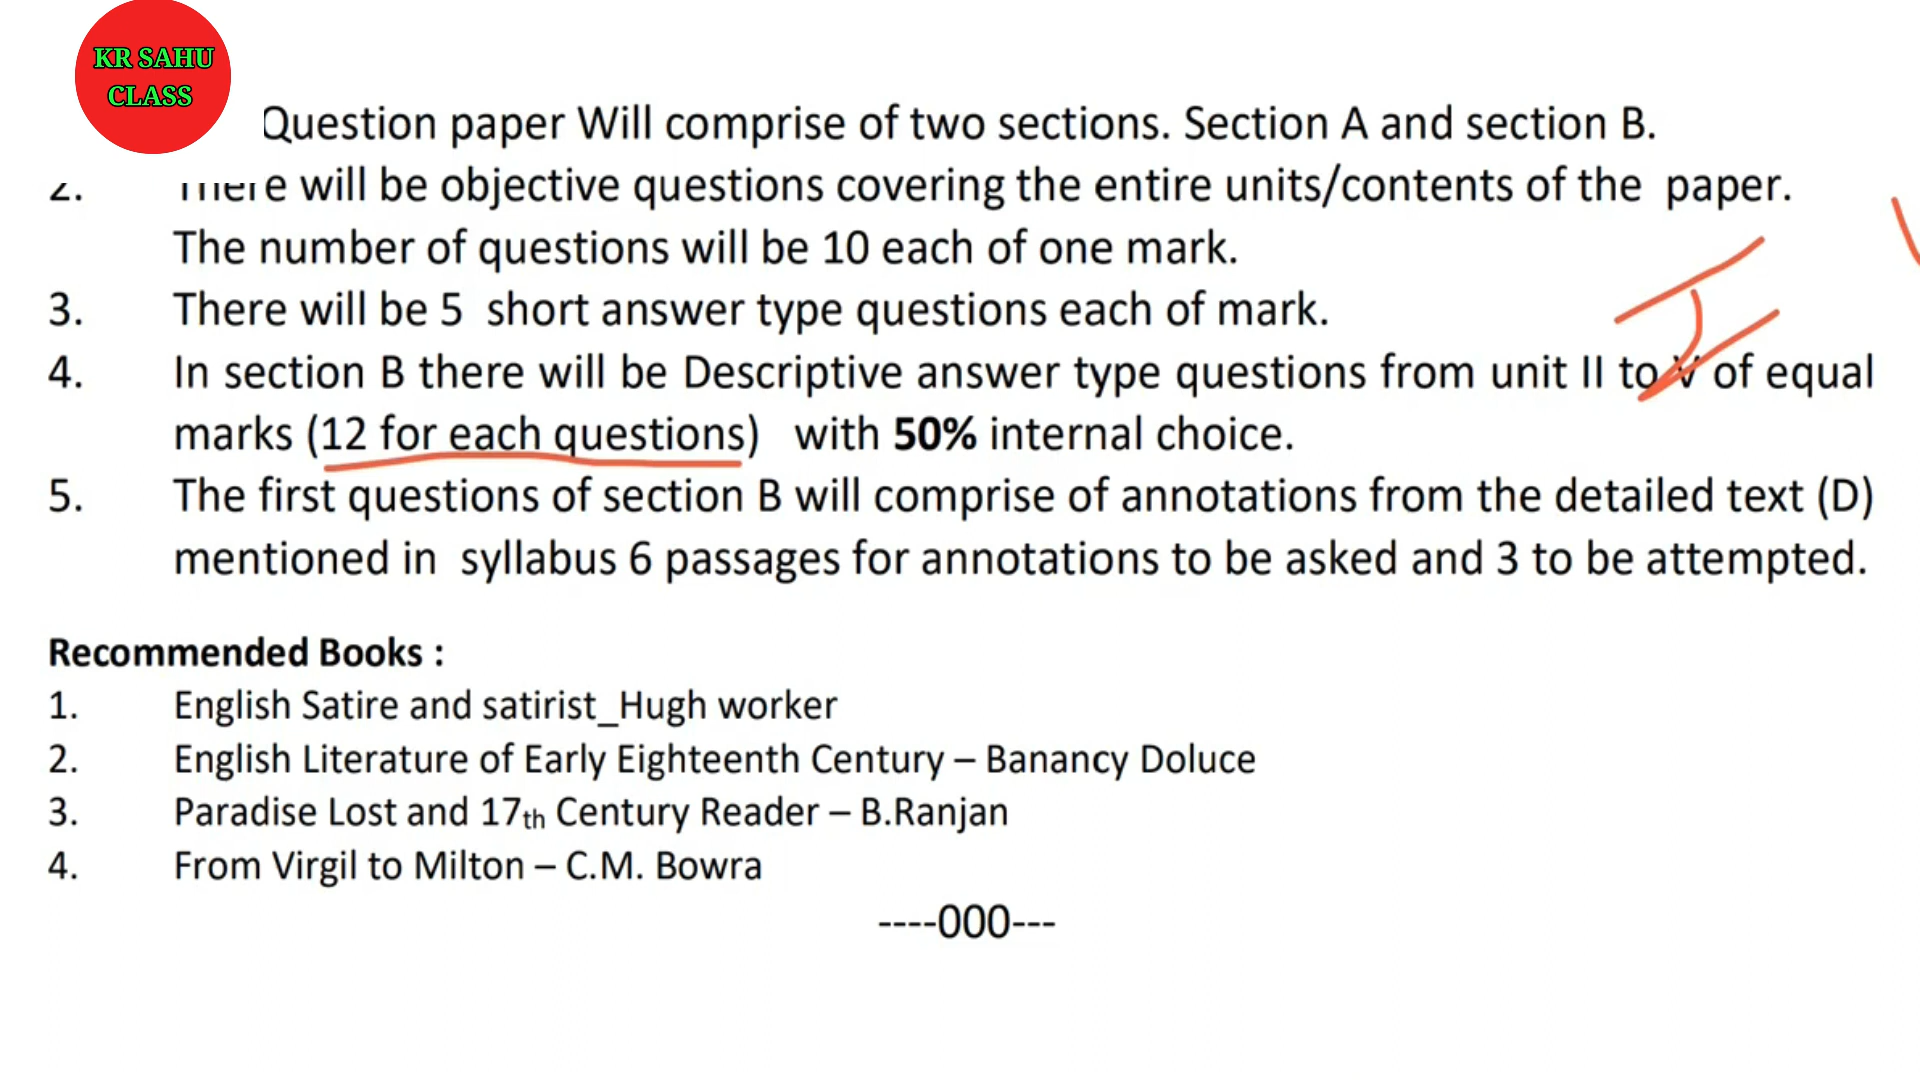 KR SAHU
CLASS
Question paper Will comprise of two sections. Section A and section B.
2. There will be objective questions covering the entire units/contents of the paper.
The number of questions will be 10 each of one mark.
3. There will be 5 short answer type questions each of mark.
4. In section B there will be Descriptive answer type questions from unit II to V of equal
marks (12 for each questions) with 50% internal choice.
5. The first questions of section B will comprise of annotations from the detailed text (D)
mentioned in syllabus 6 passages for annotations to be asked and 3 to be attempted.
Recommended Books :
1. English Satire and satirist_Hugh worker
2. English Literature of Early Eighteenth Century – Banancy Doluce
3. Paradise Lost and 17th Century Reader – B.Ranjan
4. From Virgil to Milton – C.M. Bowra
----000---